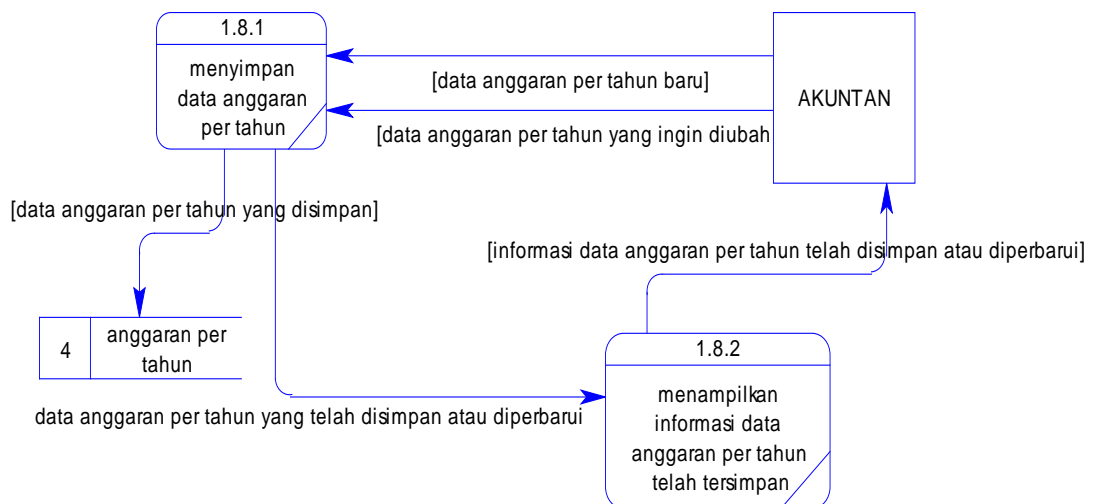 1.8.1
menyimpan
data anggaran
per tahun
[data anggaran per tahun baru]
AKUNTAN
[data anggaran per tahun yang ingin diubah
[data anggaran per tahun yang disimpan]
[informasi data anggaran per tahun telah disimpan atau diperbarui]
4
anggaran per
tahun
1.8.2
menampilkan
informasi data
anggaran per tahun
telah tersimpan
data anggaran per tahun yang telah disimpan atau diperbarui